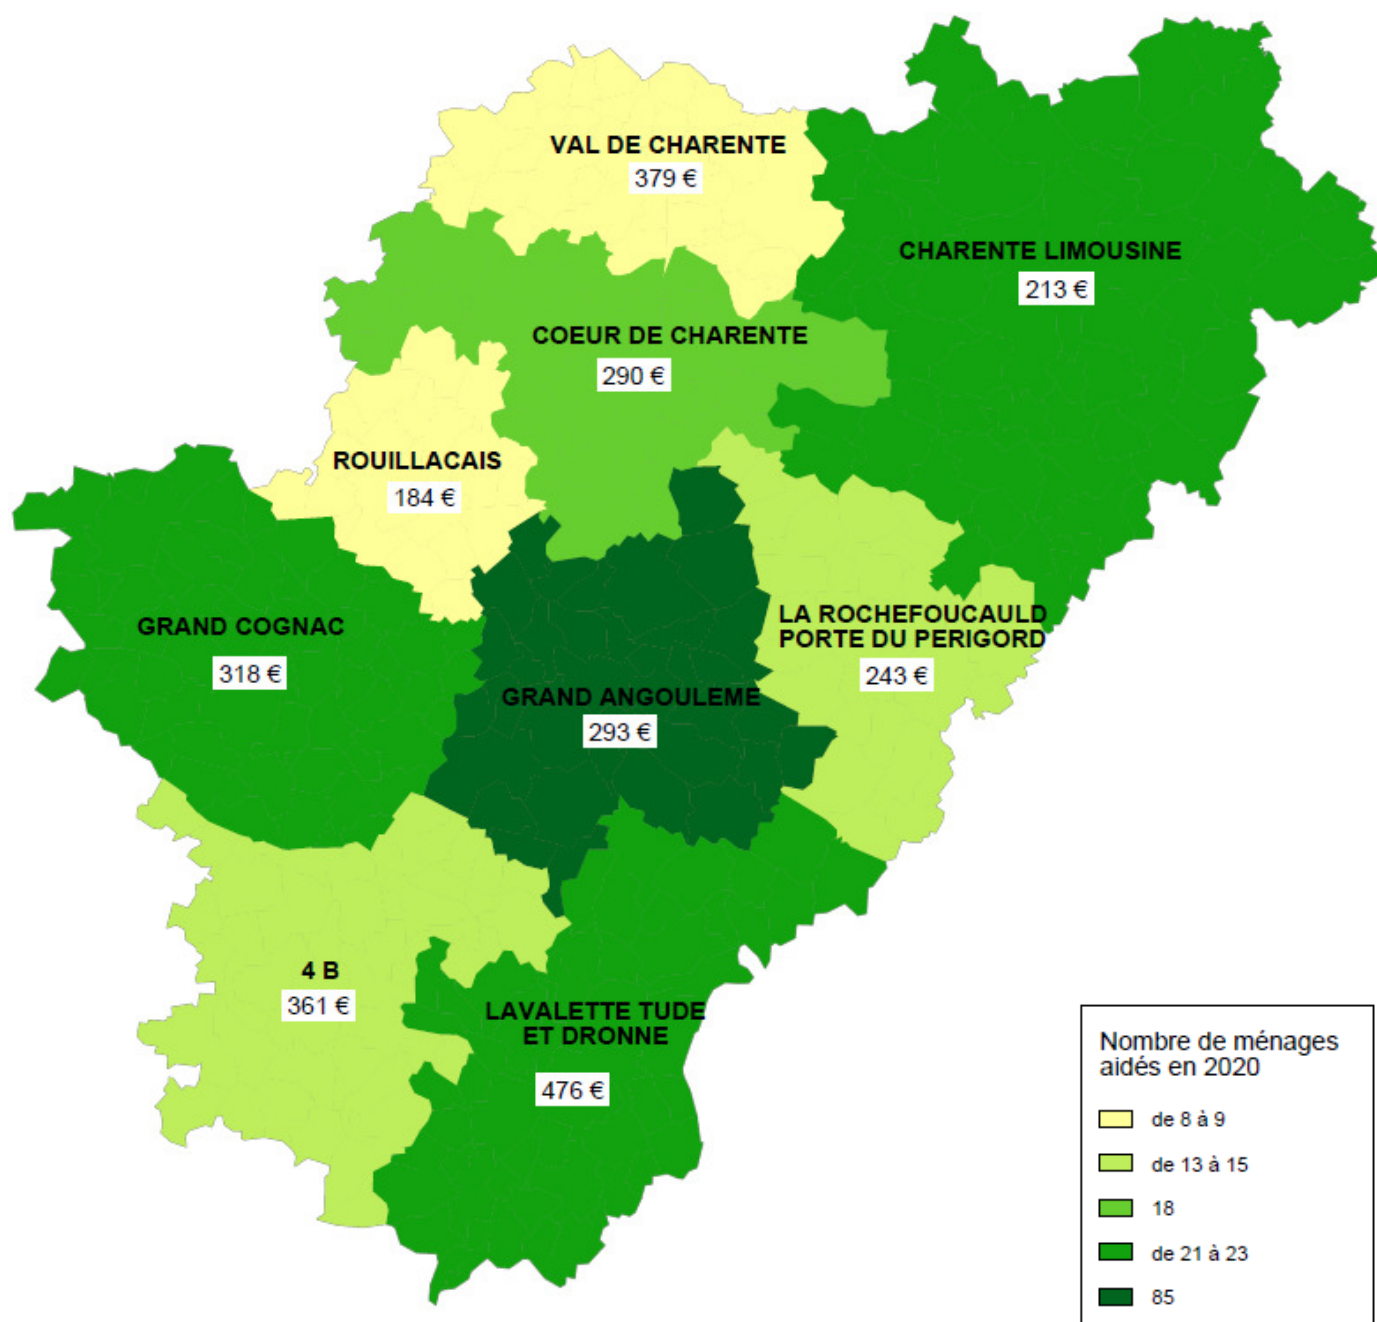 VAL DE CHARENTE
379 €
CHARENTE LIMOUSINE
213 €
COEUR DE CHARENTE
290 €
ROUILLACAIS
184 €
GRAND COGNAC
318 €
LA ROCHEFOUCAULD
PORTE DU PERIGORD
243 €
GRAND ANGOULEME
293 €
4 B
361 €
LAVALETTE TUDE
ET DRONNE
476 €
Nombre de ménages
aidés en 2020
de 8 à 9
de 13 à 15
18
de 21 à 23
85